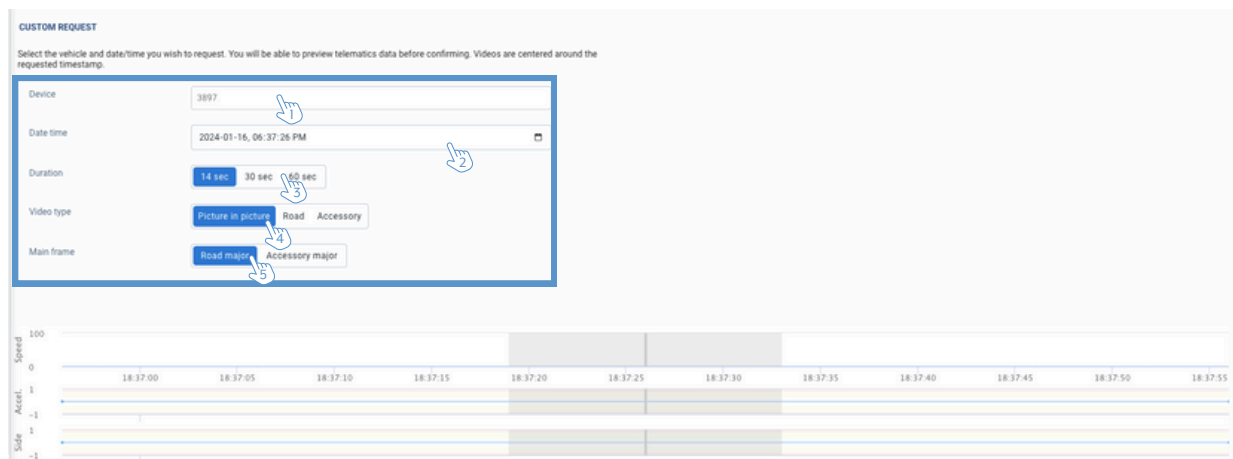 CUSTOM REQUEST
Select the vehicle and date/time you wish to request. You will be able to preview telematics data before confirming. Videos are centered around the
requested timestamp.
Device 3897 1
Date time 2024-01-16, 06:37:26 PM 2
Duration 14 sec 30 sec 60 sec 3
Video type Picture in picture Road Accessory 4
Main frame Road major Accessory major 5
Speed 100 0
18:37:00 18:37:05 18:37:10 18:37:15 18:37:20 18:37:25 18:37:30 18:37:35 18:37:40 18:37:45 18:37:50 18:37:55
Accel. 1 -1
Side 1 -1